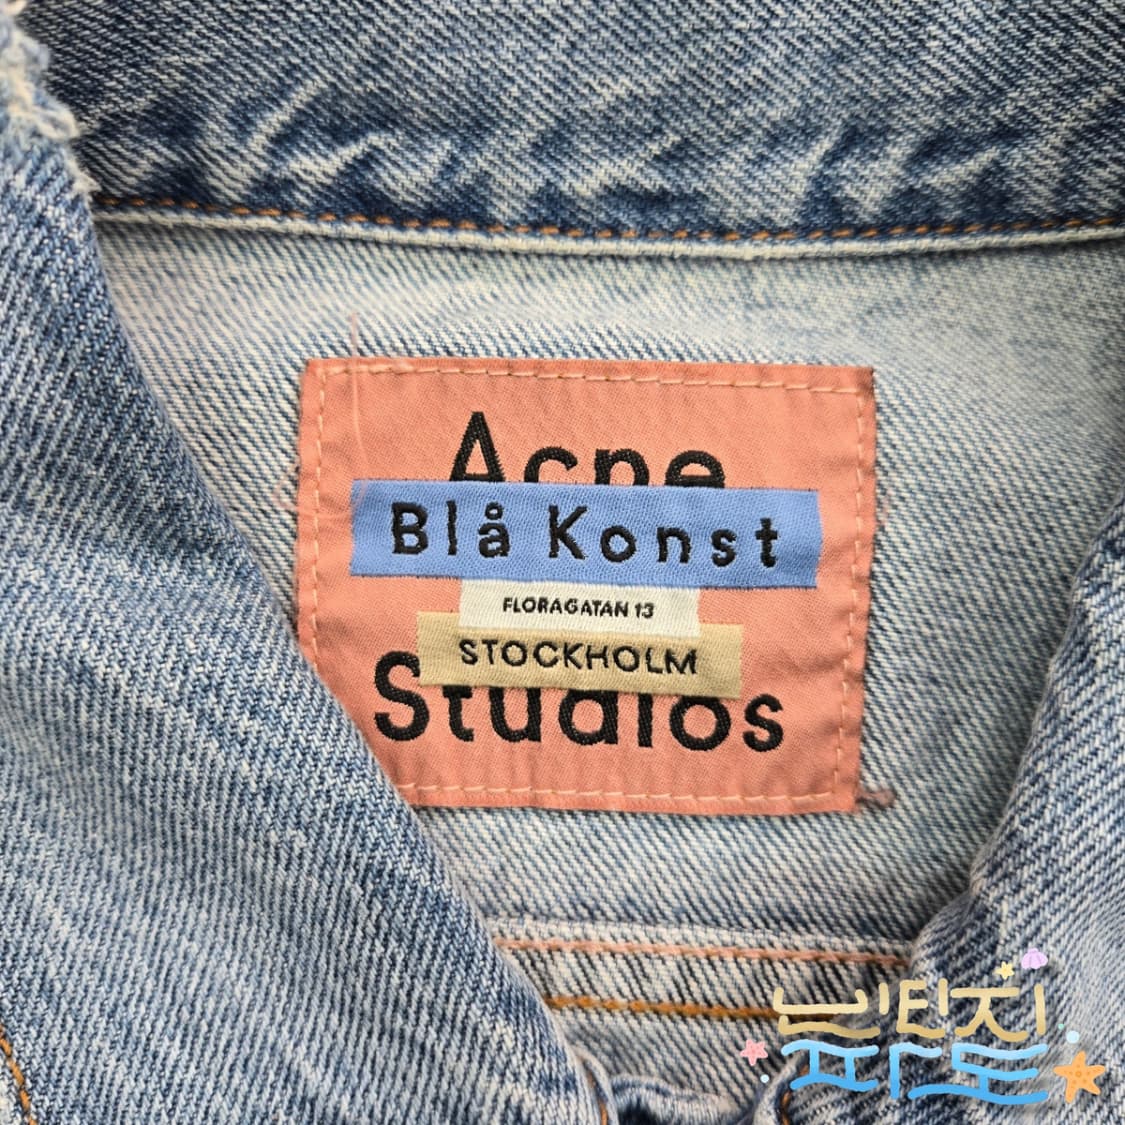 Acne
Blå Konst
FLORAGATAN 13
STOCKHOLM
Studios
빈티지
파도